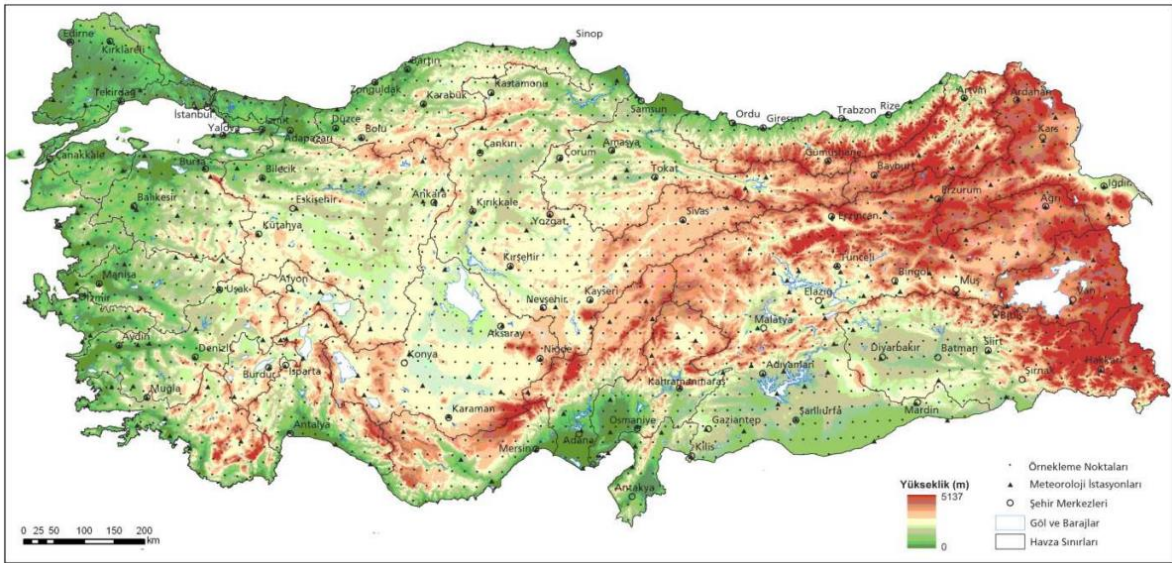 Edirne
Kırklareli
Tekirdağ
İstanbul
Yalova
İzmit
Adapazarı
Düzce
Bolu
Zonguldak
Bartın
Karabük
Kastamonu
Sinop
Samsun
Ordu
Giresun
Trabzon
Rize
Artvin
Ardahan
Kars
Iğdır
Ağrı
Erzurum
Bayburt
Gümüşhane
Erzincan
Tunceli
Bingöl
Muş
Van
Bitlis
Hakkari
Şırnak
Siirt
Batman
Diyarbakır
Mardin
Elazığ
Malatya
Adıyaman
Gaziantep
Kilis
Kahramanmaraş
Osmaniye
Antakya
Adana
Mersin
Niğde
Kayseri
Nevşehir
Aksaray
Kırşehir
Sivas
Tokat
Amasya
Çorum
Yozgat
Çankırı
Kırıkkale
Ankara
Eskişehir
Bilecik
Bursa
Çanakkale
Balıkesir
Kütahya
Afyon
Uşak
Manisa
İzmir
Aydın
Denizli
Muğla
Burdur
Isparta
Antalya
Konya
Karaman
Yükseklik (m)
5137
0
Örnekleme Noktaları
Meteoroloji İstasyonları
Şehir Merkezleri
Göl ve Barajlar
Havza Sınırları
0 25 50 100 150 200
km